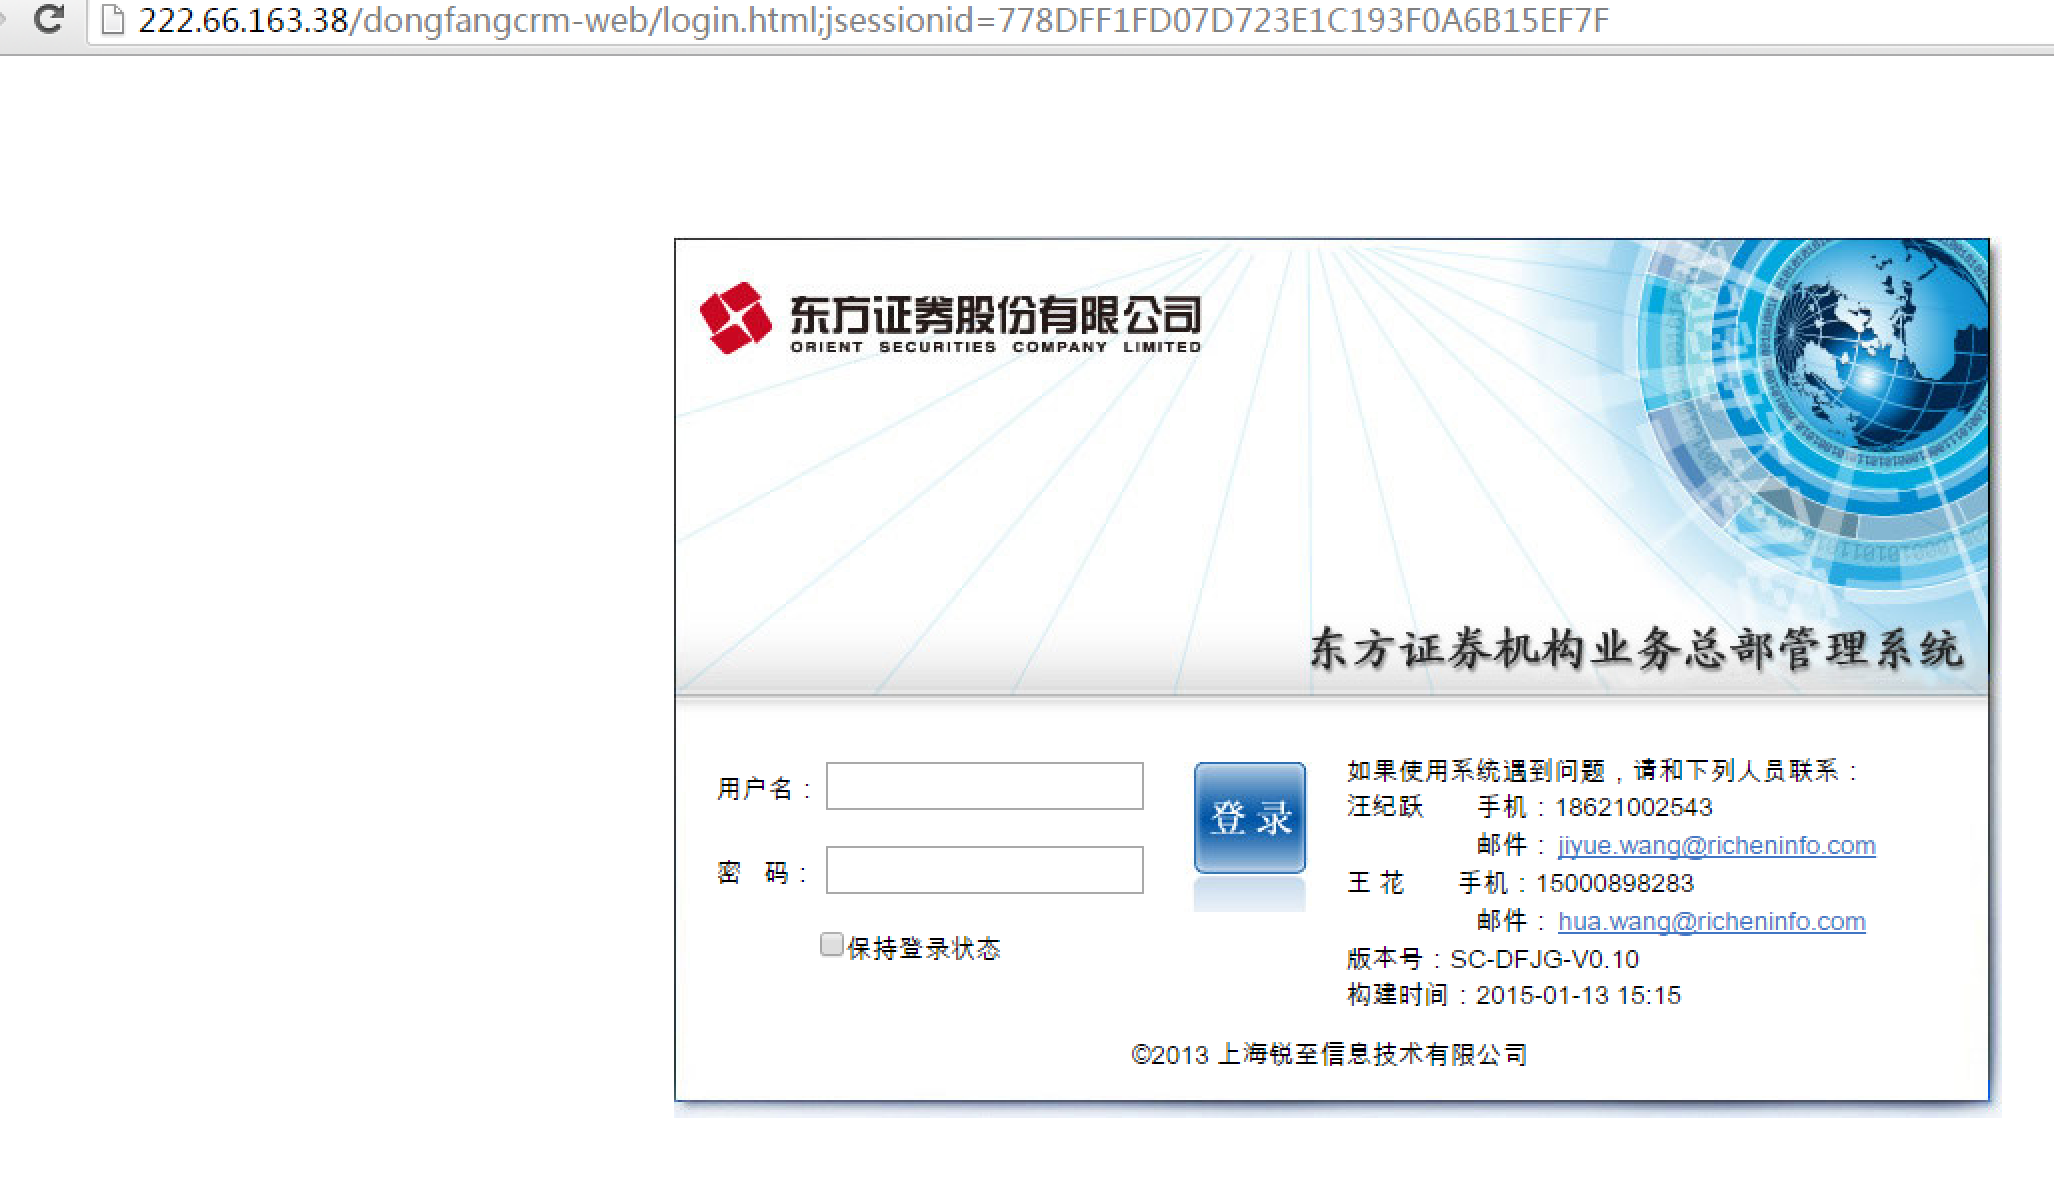 222.66.163.38/dongfangcrm-web/login.html;jsessionid=778DFF1FD07D723E1C193F0A6B15EF7F
东方证券股份有限公司
ORIENT SECURITIES COMPANY LIMITED
东方证券机构业务总部管理系统
用户名：
密 码：
登录
保持登录状态
如果使用系统遇到问题，请和下列人员联系：
汪纪跃 手机：18621002543
邮件：jiyue.wang@richeninfo.com
王 花 手机：15000898283
邮件：hua.wang@richeninfo.com
版本号：SC-DFJG-V0.10
构建时间：2015-01-13 15:15
©2013 上海锐至信息技术有限公司